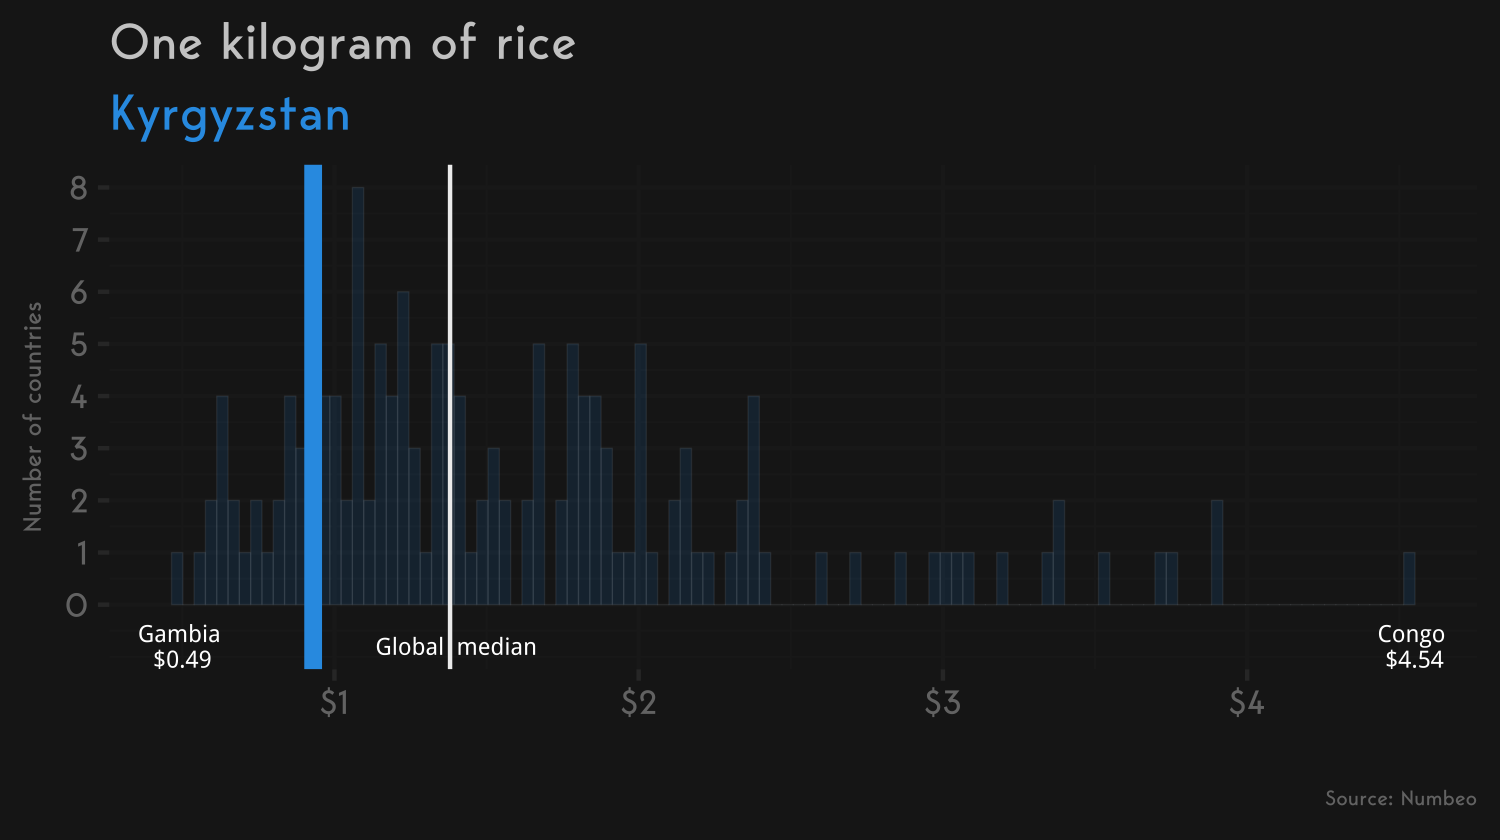 One kilogram of rice
Kyrgyzstan
Number of countries
8
7
6
5
4
3
2
1
0
Gambia
$0.49
Global median
Congo
$4.54
$1 $2 $3 $4
Source: Numbeo